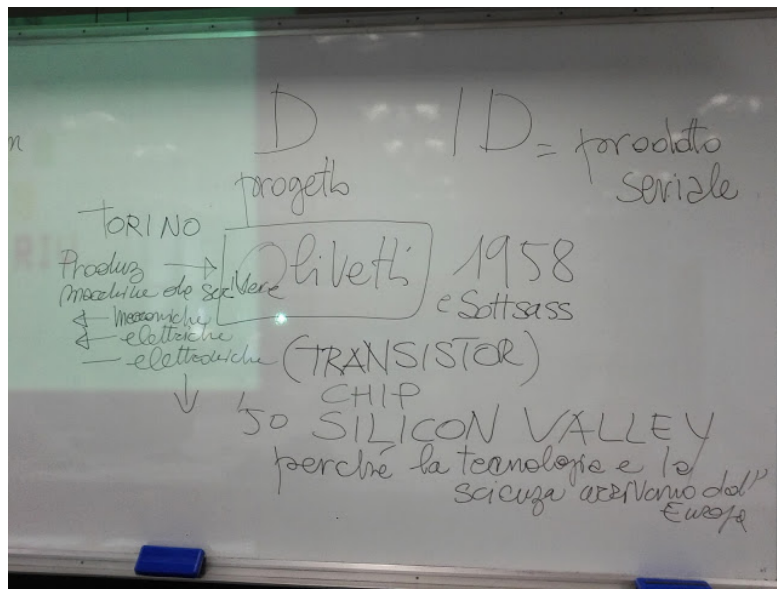 n
D
ID = prodotto
seriale
progetto
TORINO
Produz → Olivetti 1958
macchine da scrivere
e Sottsass
meccaniche
elettriche
elettroniche (TRANSISTOR)
CHIP
'50 SILICON VALLEY
perché la tecnologia e la
scienza arrivano dall'
Europa